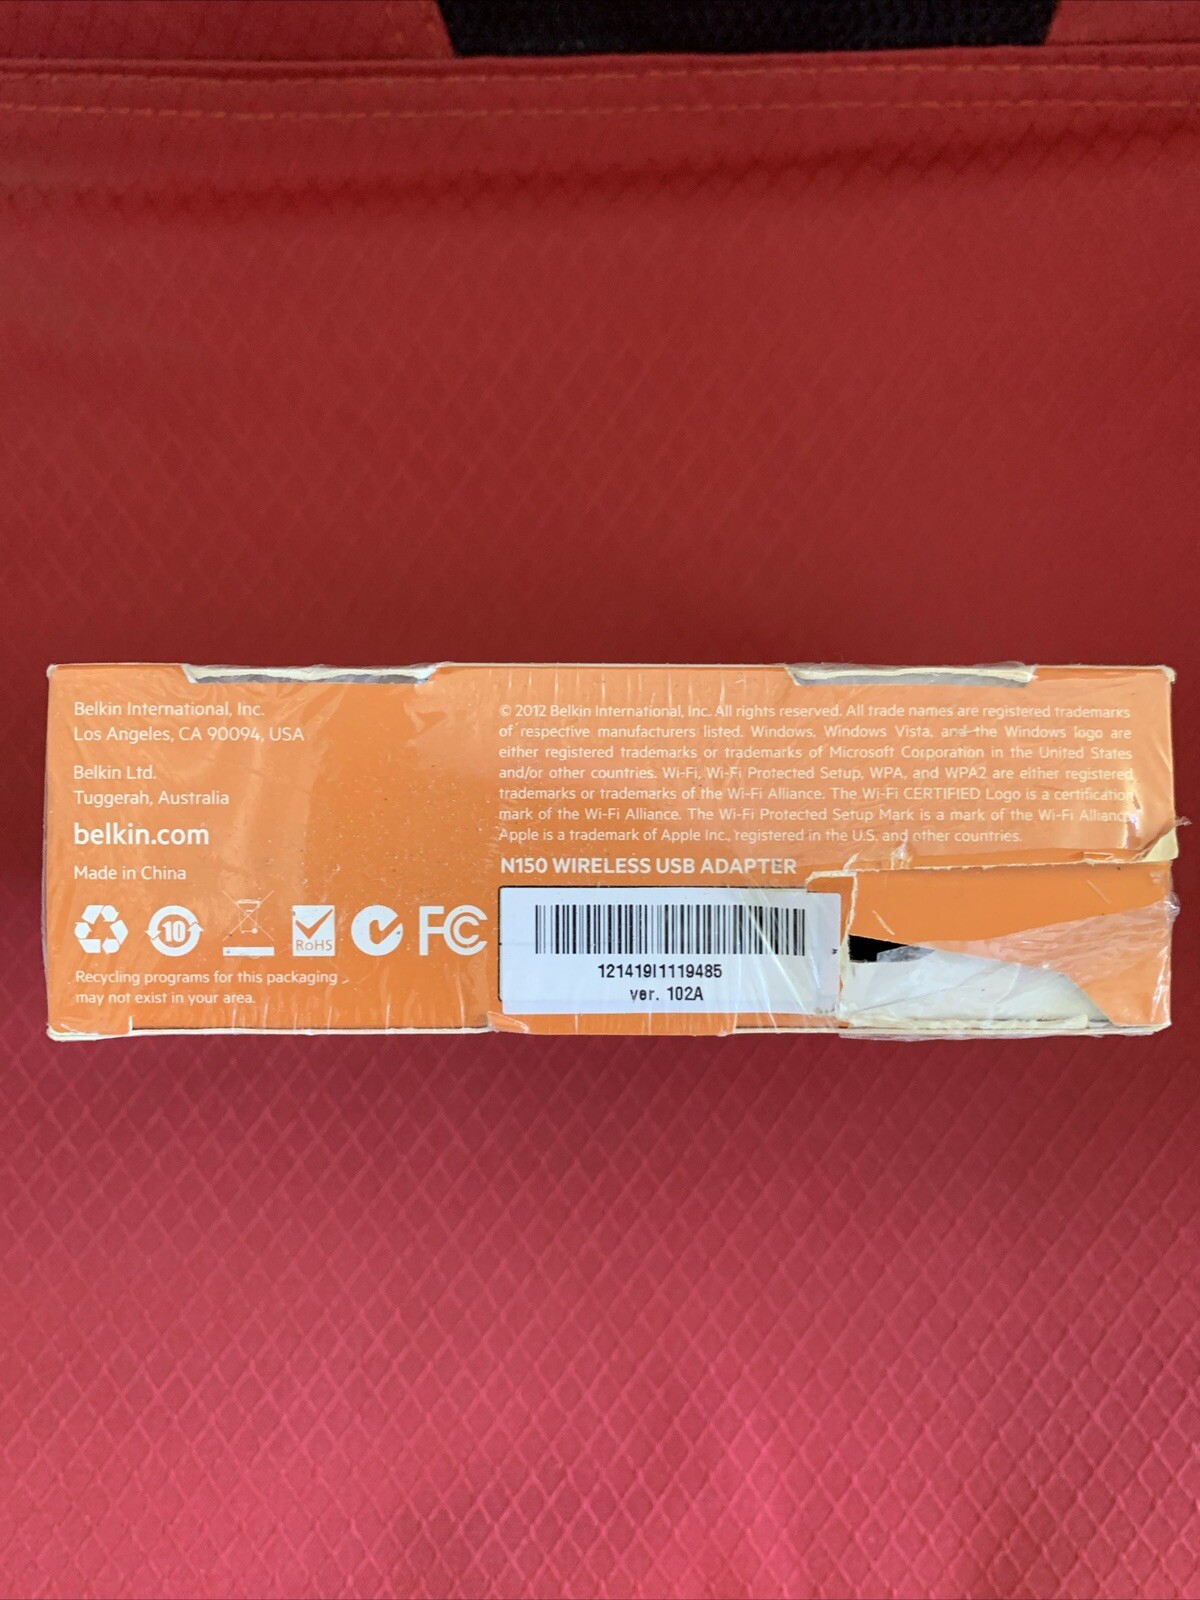 Belkin International, Inc.
Los Angeles, CA 90094, USA
Belkin Ltd.
Tuggerah, Australia
belkin.com
Made in China
10
RoHS
FC
Recycling programs for this packaging
may not exist in your area.
© 2012 Belkin International, Inc. All rights reserved. All trade names are registered trademarks
of respective manufacturers listed. Windows, Windows Vista, and the Windows logo are
either registered trademarks or trademarks of Microsoft Corporation in the United States
and/or other countries. Wi-Fi, Wi-Fi Protected Setup, WPA, and WPA2 are either registered
trademarks or trademarks of the Wi-Fi Alliance. The Wi-Fi CERTIFIED Logo is a certification
mark of the Wi-Fi Alliance. The Wi-Fi Protected Setup Mark is a mark of the Wi-Fi Alliance.
Apple is a trademark of Apple Inc., registered in the U.S. and other countries.
N150 WIRELESS USB ADAPTER
121419I1119485
ver. 102A